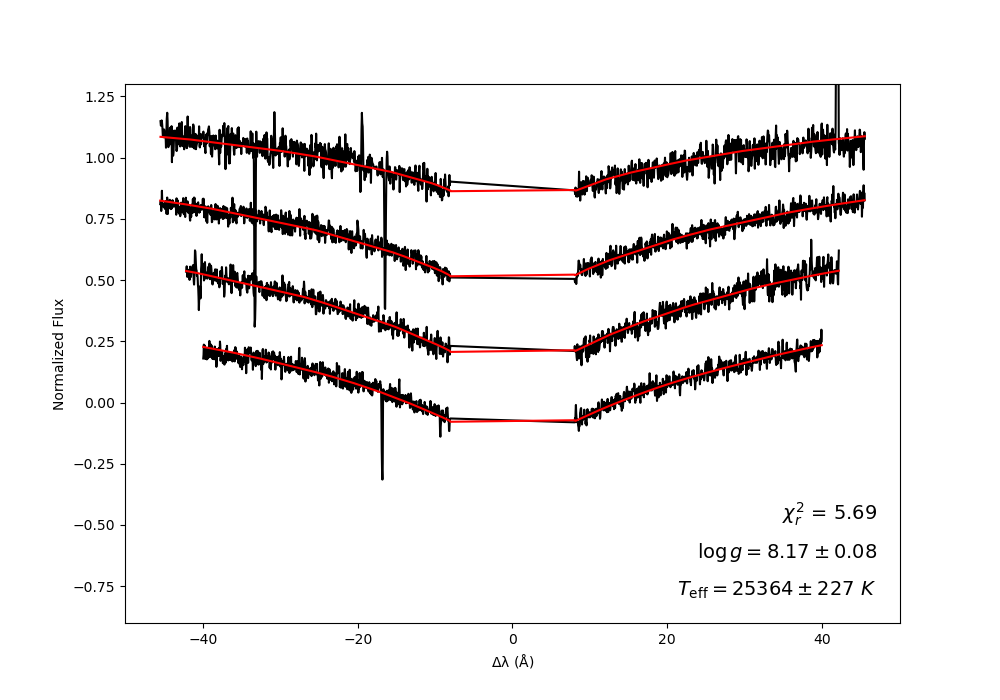 1.25
1.00
0.75
0.50
0.25
0.00
−0.25
−0.50
−0.75
Normalized Flux
χ²ᵣ = 5.69
log g = 8.17 ± 0.08
T_eff = 25364 ± 227 K
−40
−20
0
20
40
Δλ (Å)